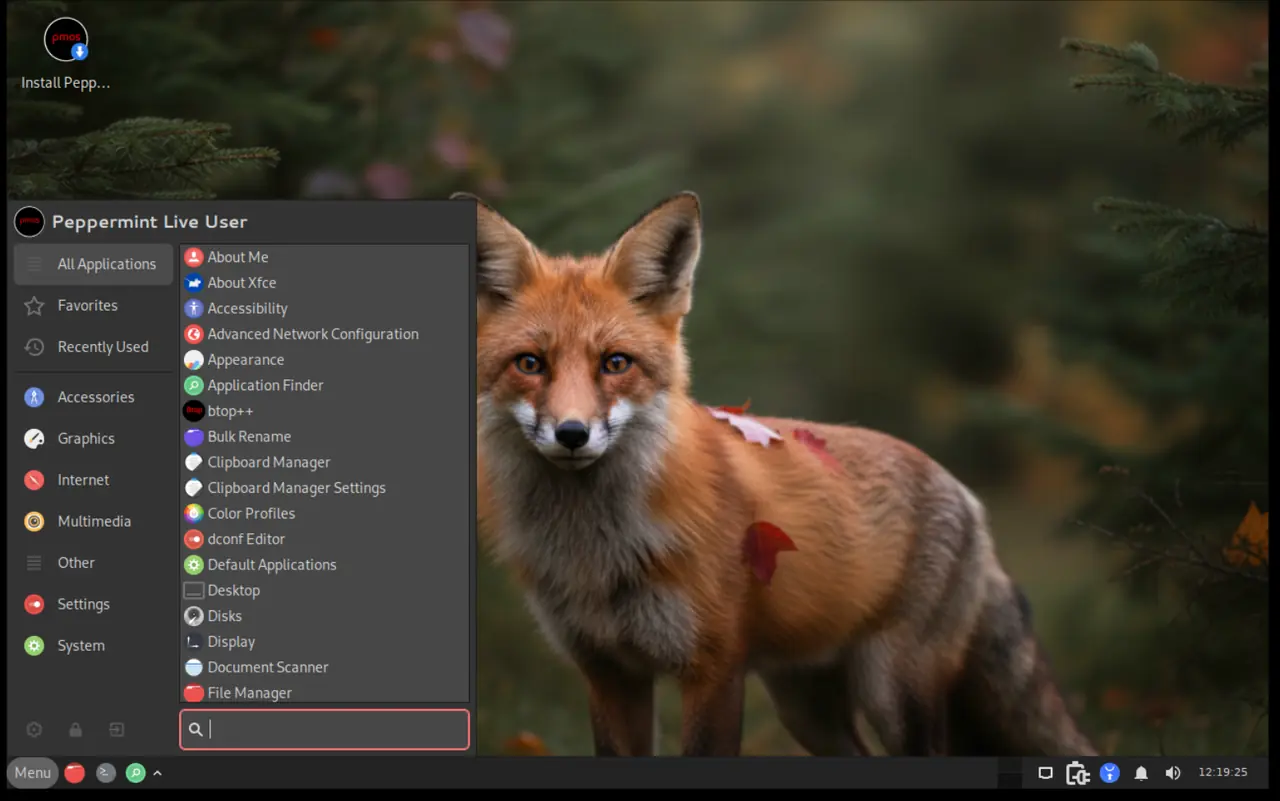 pmos
Install Pepp...
pmos
Peppermint Live User
All Applications
Favorites
Recently Used
Accessories
Graphics
Internet
Multimedia
Other
Settings
System
About Me
About Xfce
Accessibility
Advanced Network Configuration
Appearance
Application Finder
btop++
Bulk Rename
Clipboard Manager
Clipboard Manager Settings
Color Profiles
dconf Editor
Default Applications
Desktop
Disks
Display
Document Scanner
File Manager
Menu
12:19:25